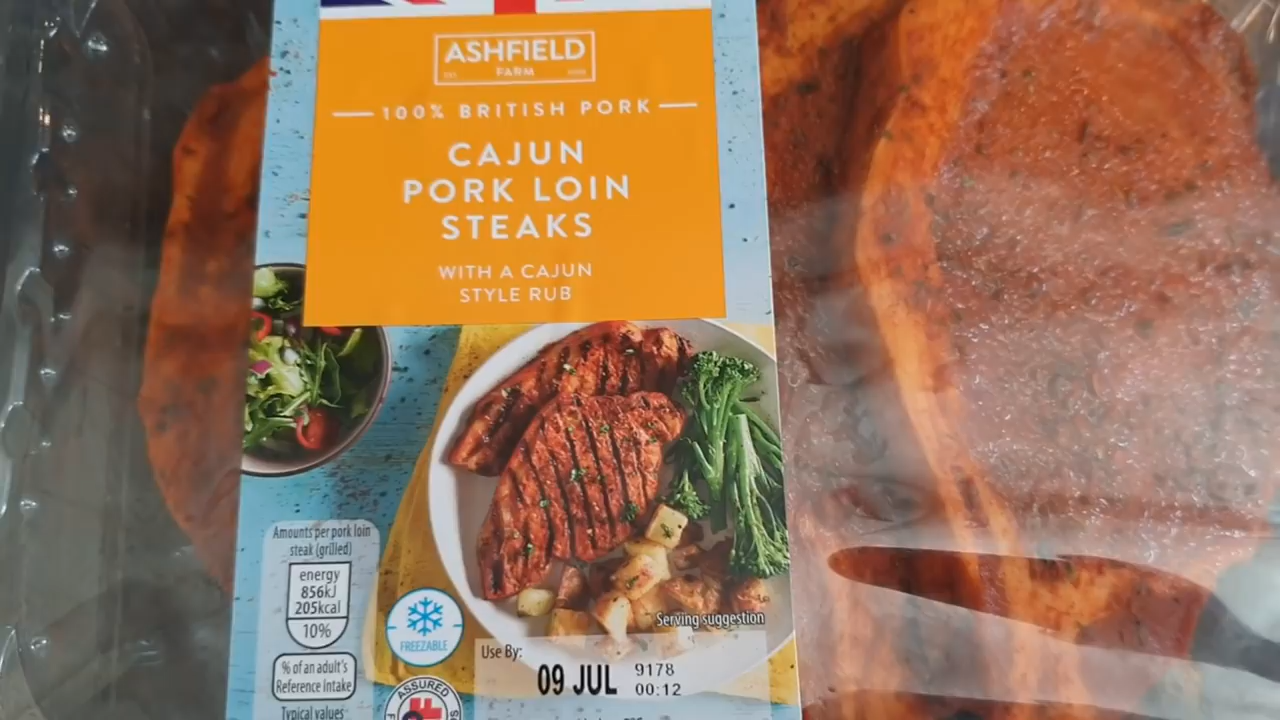 ASHFIELD
FARM
100% BRITISH PORK
CAJUN
PORK LOIN
STEAKS
WITH A CAJUN
STYLE RUB
Amounts per pork loin
steak (grilled)
energy
856kJ
205kcal
10%
% of an adult's
Reference Intake
Typical values
FREEZABLE
ASSURED
Serving suggestion
Use By:
09 JUL
9178
00:12